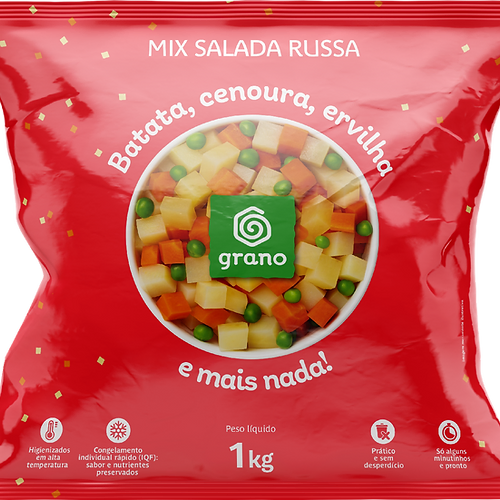 MIX SALADA RUSSA
Batata, cenoura, ervilha
grano
e mais nada!
Peso líquido
1kg
Higienizados
em alta
temperatura
Congelamento
individual rápido (IQF):
sabor e nutrientes
preservados
Prático
e sem
desperdício
Só alguns
minutinhos
e pronto